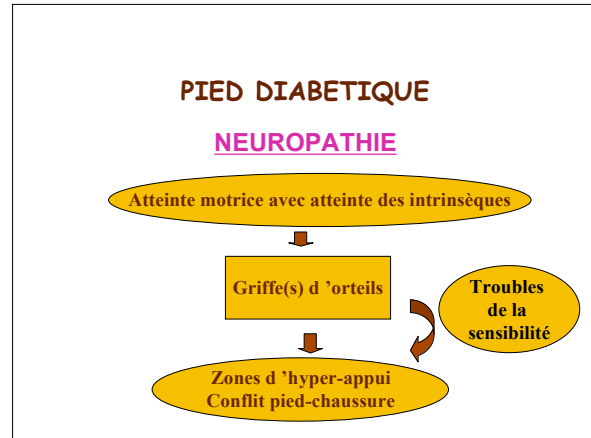 PIED DIABETIQUE
NEUROPATHIE
Atteinte motrice avec atteinte des intrinsèques
Griffe(s) d ’orteils
Troubles
de la
sensibilité
Zones d ’hyper-appui
Conflit pied-chaussure